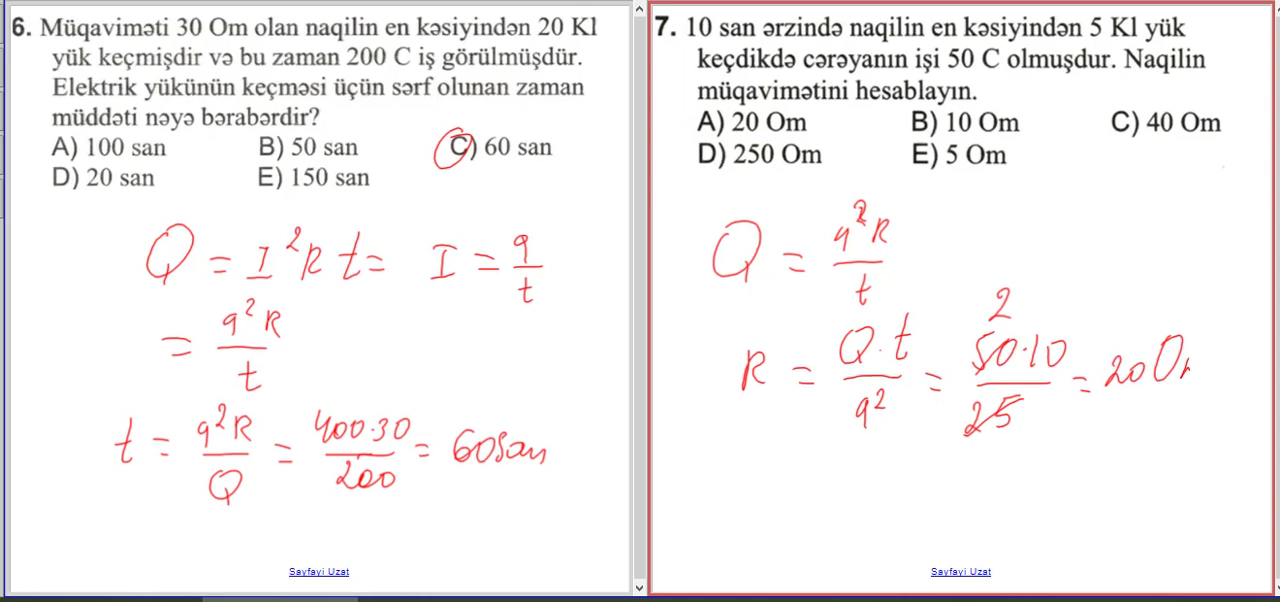 6. Müqaviməti 30 Om olan naqilin en kəsiyindən 20 Kl
yük keçmişdir və bu zaman 200 C iş görülmüşdür.
Elektrik yükünün keçməsi üçün sərf olunan zaman
müddəti nəyə bərabərdir?
A) 100 san B) 50 san C) 60 san
D) 20 san E) 150 san
Q = I²Rt = I = q/t
= q²R/t
t = q²R/Q = 400·30/200 = 60san
Sayfayi Uzat
7. 10 san ərzində naqilin en kəsiyindən 5 Kl yük
keçdikdə cərəyanın işi 50 C olmuşdur. Naqilin
müqavimətini hesablayın.
A) 20 Om B) 10 Om C) 40 Om
D) 250 Om E) 5 Om
Q = q²R/t
2
R = Q·t/q² = 50·10/25 = 20 Om
Sayfayi Uzat